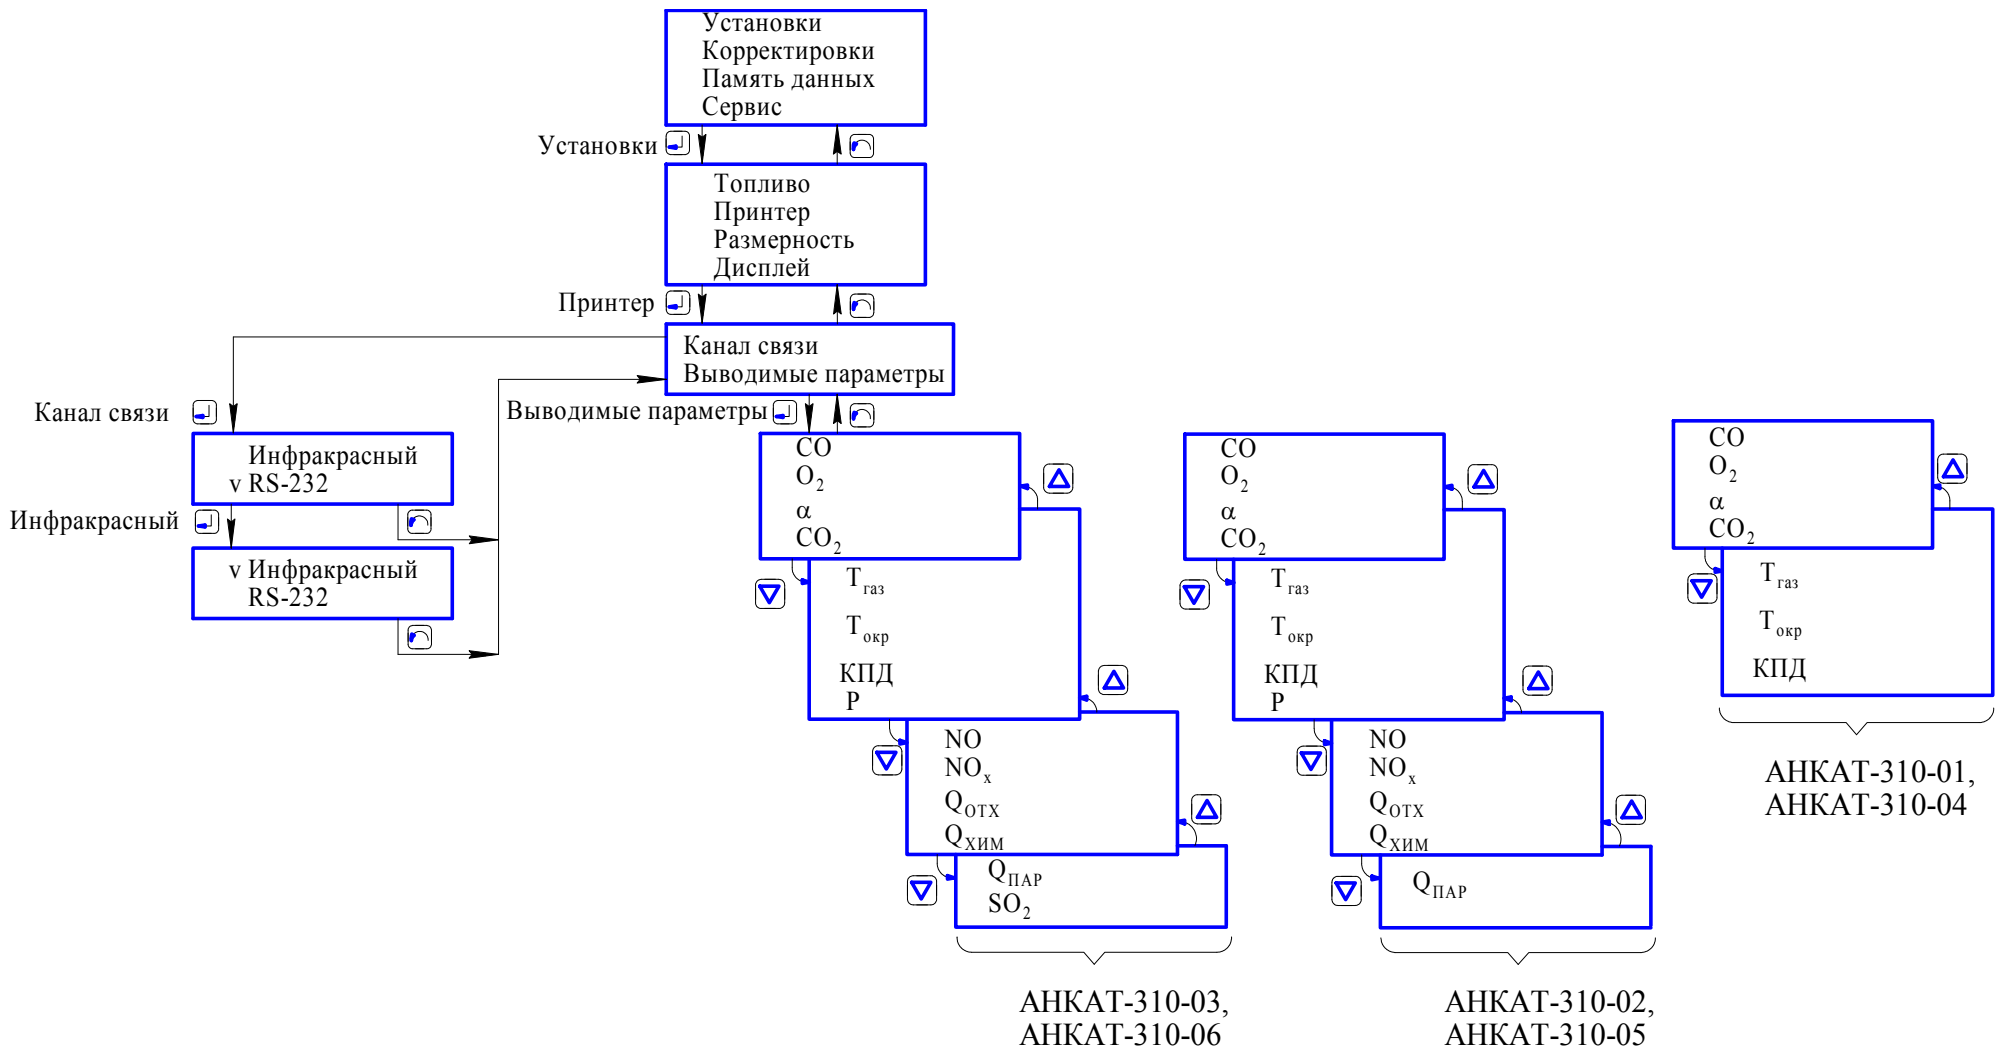 Установки
Корректировки
Память данных
Сервис
Установки
Топливо
Принтер
Размерность
Дисплей
Принтер
Канал связи
Выводимые параметры
Канал связи
Инфракрасный
v RS-232
Инфракрасный
v Инфракрасный
RS-232
Выводимые параметры
CO
O₂
α
CO₂
Tгаз
Tокр
КПД
P
NO
NOx
QОТХ
QХИМ
QПАР
SO₂
АНКАТ-310-03,
АНКАТ-310-06
CO
O₂
α
CO₂
Tгаз
Tокр
КПД
P
NO
NOx
QОТХ
QХИМ
QПАР
АНКАТ-310-02,
АНКАТ-310-05
CO
O₂
α
CO₂
Tгаз
Tокр
КПД
АНКАТ-310-01,
АНКАТ-310-04